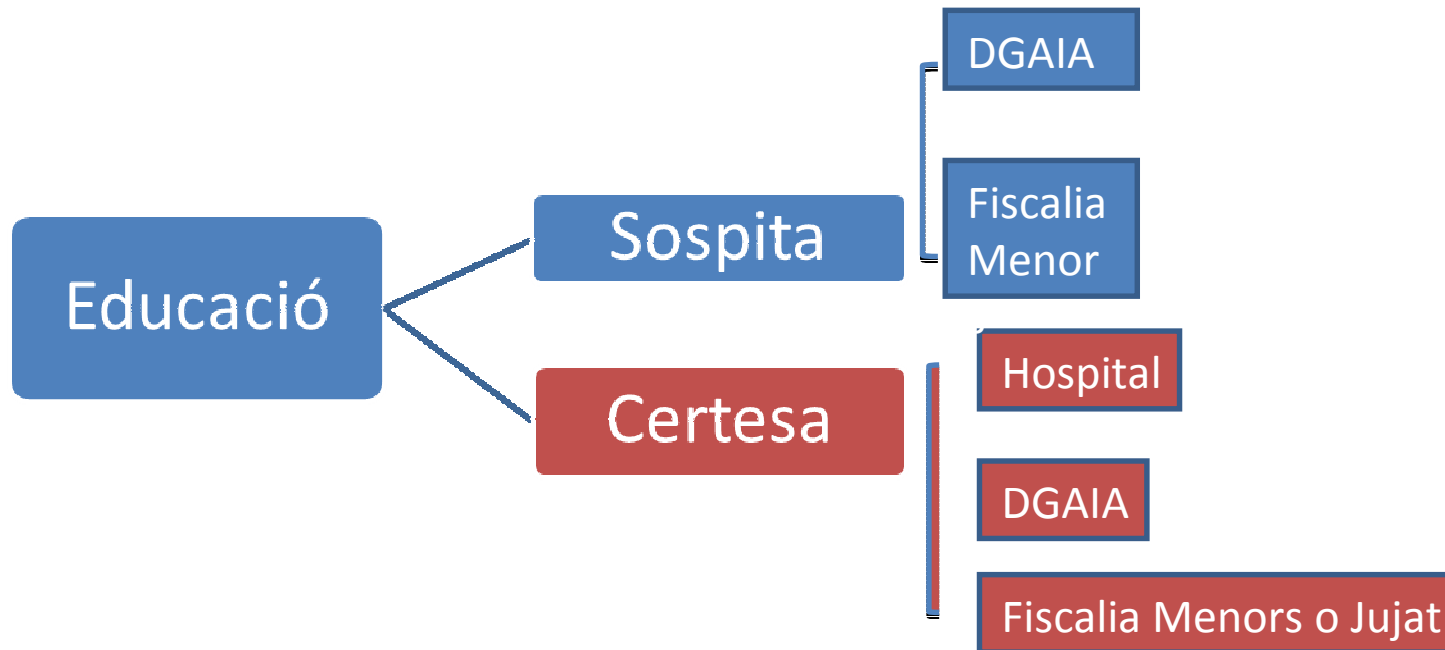 Educació
Sospita
DGAIA
Fiscalia
Menor
Certesa
Hospital
DGAIA
Fiscalia Menors o Jujat